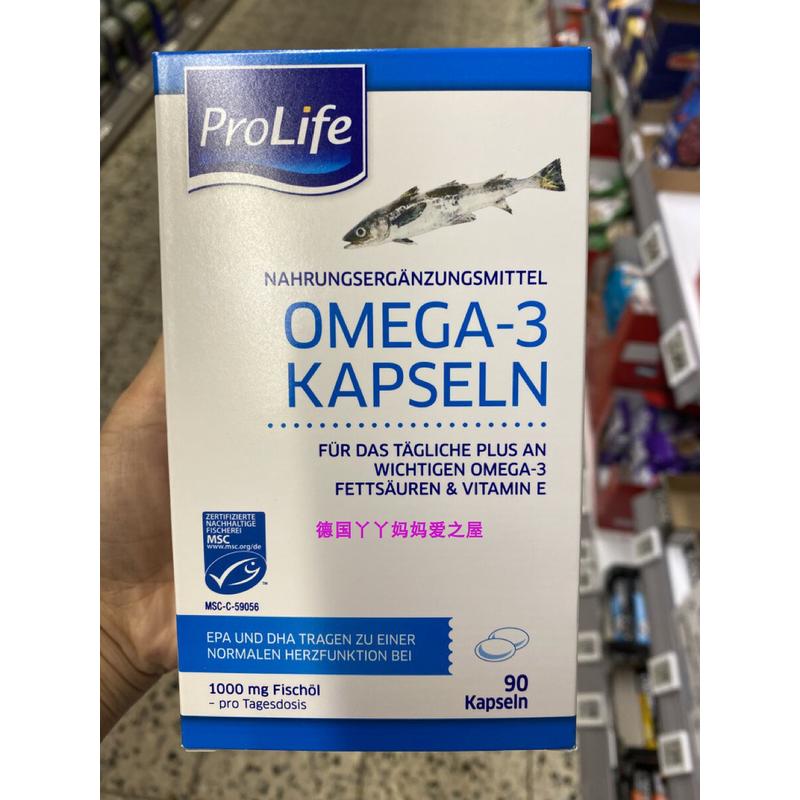 ProLife
NAHRUNGSERGÄNZUNGSMITTEL
OMEGA-3
KAPSELN
FÜR DAS TÄGLICHE PLUS AN
WICHTIGEN OMEGA-3
FETTSÄUREN & VITAMIN E
德国丫丫妈妈爱之屋
ZERTIFIZIERTE
NACHHALTIGE
FISCHEREI
MSC
www.msc.org/de
TM
MSC-C-59056
EPA UND DHA TRAGEN ZU EINER
NORMALEN HERZFUNKTION BEI
1000 mg Fischöl
– pro Tagesdosis
90
Kapseln